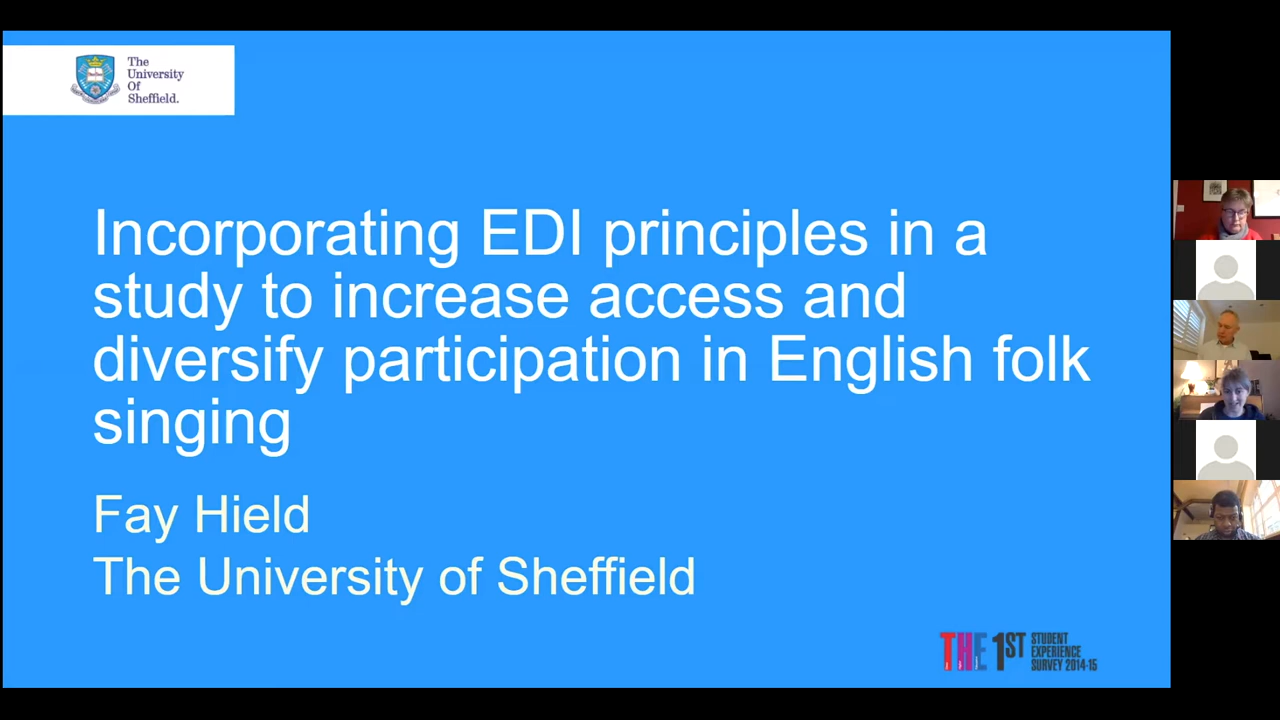 The
University
Of
Sheffield.
Incorporating EDI principles in a
study to increase access and
diversify participation in English folk
singing
Fay Hield
The University of Sheffield
THE 1ST STUDENT
EXPERIENCE
SURVEY 2014-15